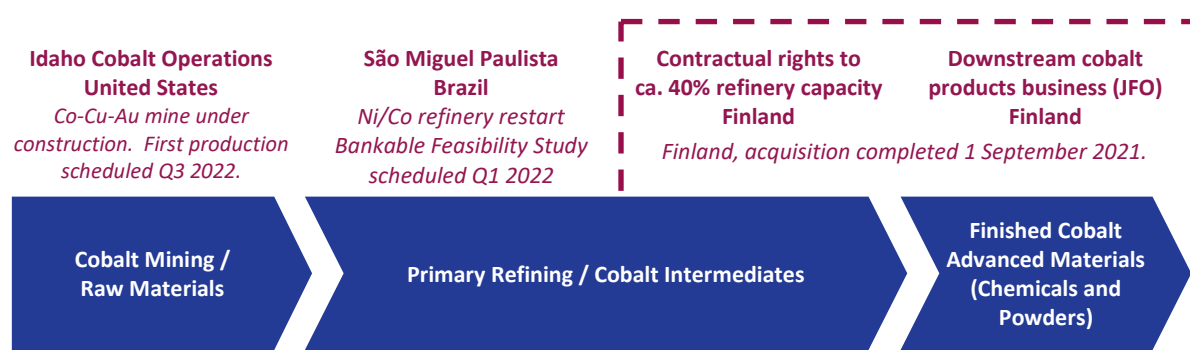 Idaho Cobalt Operations
United States
Co-Cu-Au mine under
construction.  First production
scheduled Q3 2022.
São Miguel Paulista
Brazil
Ni/Co refinery restart
Bankable Feasibility Study
scheduled Q1 2022
Contractual rights to
ca. 40% refinery capacity
Finland
Downstream cobalt
products business (JFO)
Finland
Finland, acquisition completed 1 September 2021.
Cobalt Mining /
Raw Materials
Primary Refining / Cobalt Intermediates
Finished Cobalt
Advanced Materials
(Chemicals and
Powders)